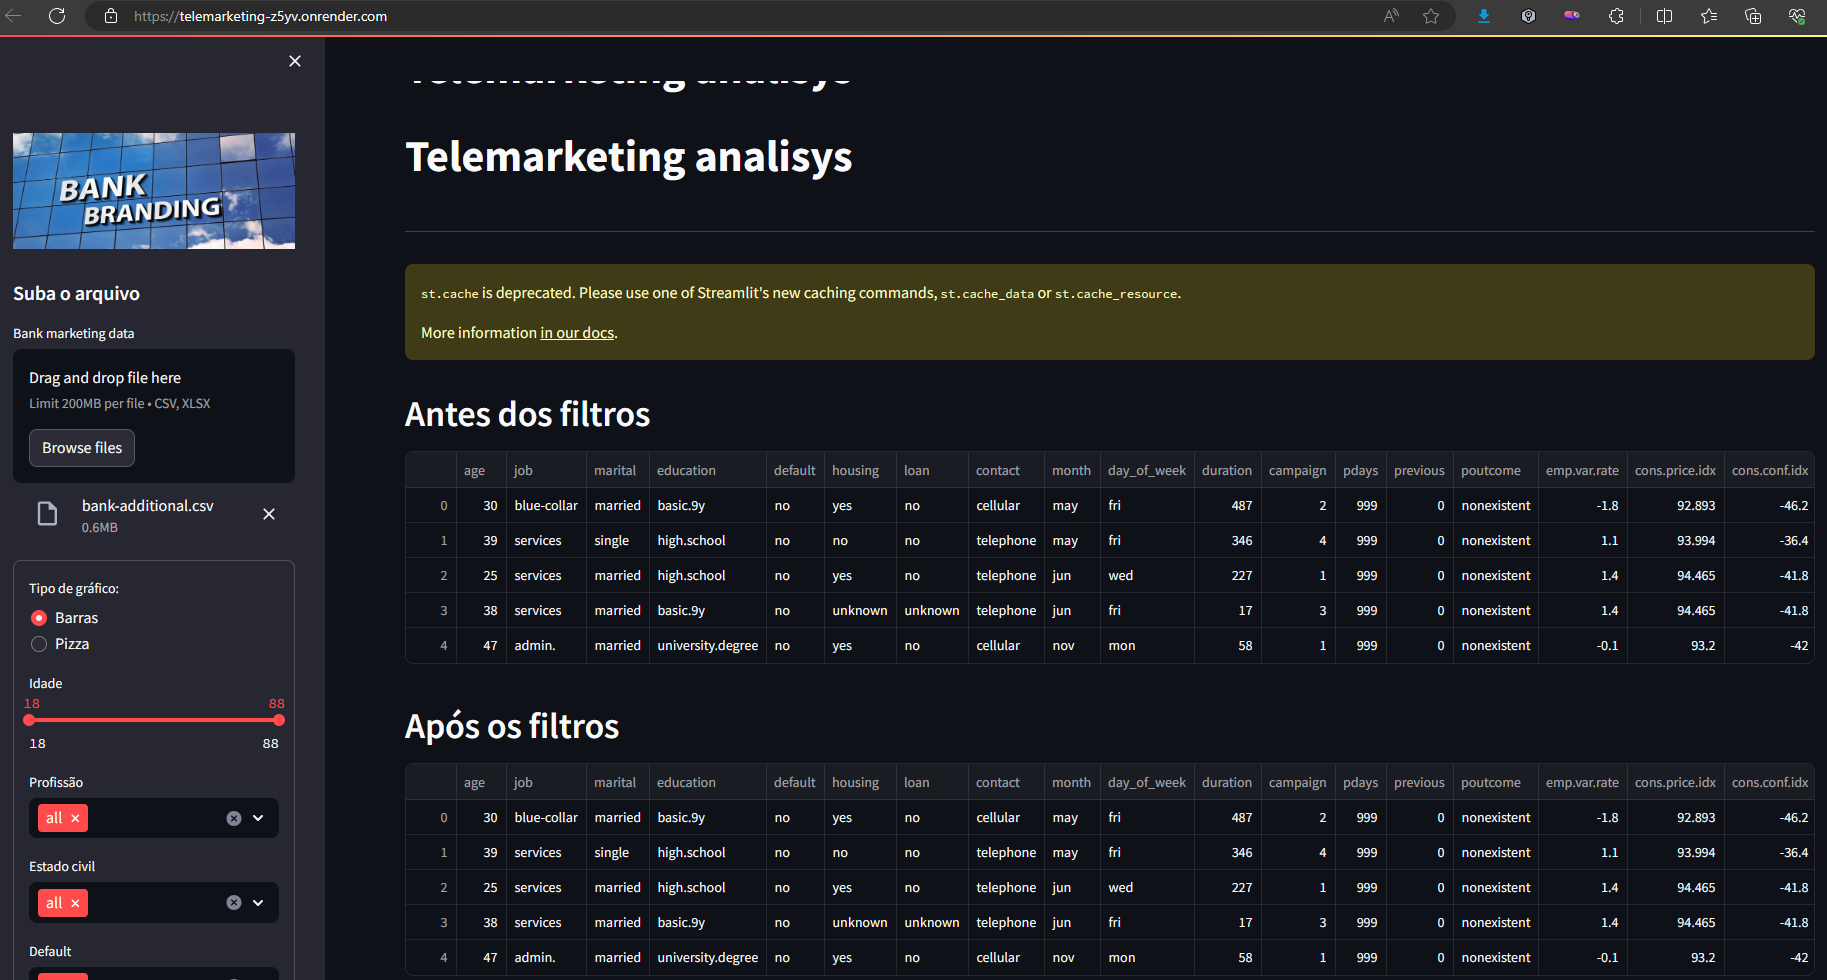 https://telemarketing-z5yv.onrender.com
BANK
BRANDING
Suba o arquivo
Bank marketing data
Drag and drop file here
Limit 200MB per file • CSV, XLSX
Browse files
bank-additional.csv
0.6MB
Tipo de gráfico:
Barras
Pizza
Idade
18 88
18 88
Profissão
all
Estado civil
all
Default
Telemarketing analisys
Telemarketing analisys
st.cache is deprecated. Please use one of Streamlit's new caching commands, st.cache_data or st.cache_resource.
More information in our docs.
Antes dos filtros
age job marital education default housing loan contact month day_of_week duration campaign pdays previous poutcome emp.var.rate cons.price.idx cons.conf.idx
0 30 blue-collar married basic.9y no yes no cellular may fri 487 2 999 0 nonexistent -1.8 92.893 -46.2
1 39 services single high.school no no no telephone may fri 346 4 999 0 nonexistent 1.1 93.994 -36.4
2 25 services married high.school no yes no telephone jun wed 227 1 999 0 nonexistent 1.4 94.465 -41.8
3 38 services married basic.9y no unknown unknown telephone jun fri 17 3 999 0 nonexistent 1.4 94.465 -41.8
4 47 admin. married university.degree no yes no cellular nov mon 58 1 999 0 nonexistent -0.1 93.2 -42
Após os filtros
age job marital education default housing loan contact month day_of_week duration campaign pdays previous poutcome emp.var.rate cons.price.idx cons.conf.idx
0 30 blue-collar married basic.9y no yes no cellular may fri 487 2 999 0 nonexistent -1.8 92.893 -46.2
1 39 services single high.school no no no telephone may fri 346 4 999 0 nonexistent 1.1 93.994 -36.4
2 25 services married high.school no yes no telephone jun wed 227 1 999 0 nonexistent 1.4 94.465 -41.8
3 38 services married basic.9y no unknown unknown telephone jun fri 17 3 999 0 nonexistent 1.4 94.465 -41.8
4 47 admin. married university.degree no yes no cellular nov mon 58 1 999 0 nonexistent -0.1 93.2 -42